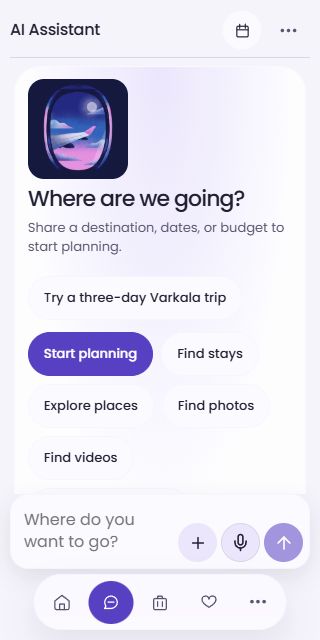 AI Assistant
Where are we going?
Share a destination, dates, or budget to
start planning.
Try a three-day Varkala trip
Start planning
Find stays
Explore places
Find photos
Find videos
Where do you
want to go?